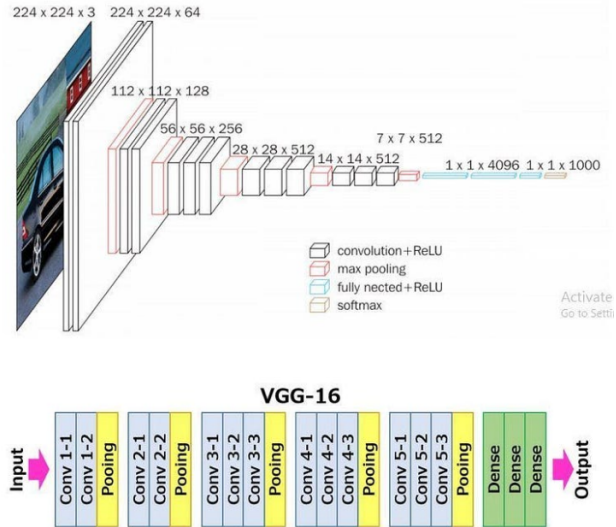 224 x 224 x 3
224 x 224 x 64
112 x 112 x 128
56 x 56 x 256
28 x 28 x 512
14 x 14 x 512
7 x 7 x 512
1 x 1 x 4096
1 x 1 x 1000
convolution+ReLU
max pooling
fully nected+ReLU
softmax
Activate
Go to Settin
VGG-16
Input
Conv 1-1
Conv 1-2
Pooing
Conv 2-1
Conv 2-2
Pooing
Conv 3-1
Conv 3-2
Conv 3-3
Pooing
Conv 4-1
Conv 4-2
Conv 4-3
Pooing
Conv 5-1
Conv 5-2
Conv 5-3
Pooing
Dense
Dense
Dense
Output